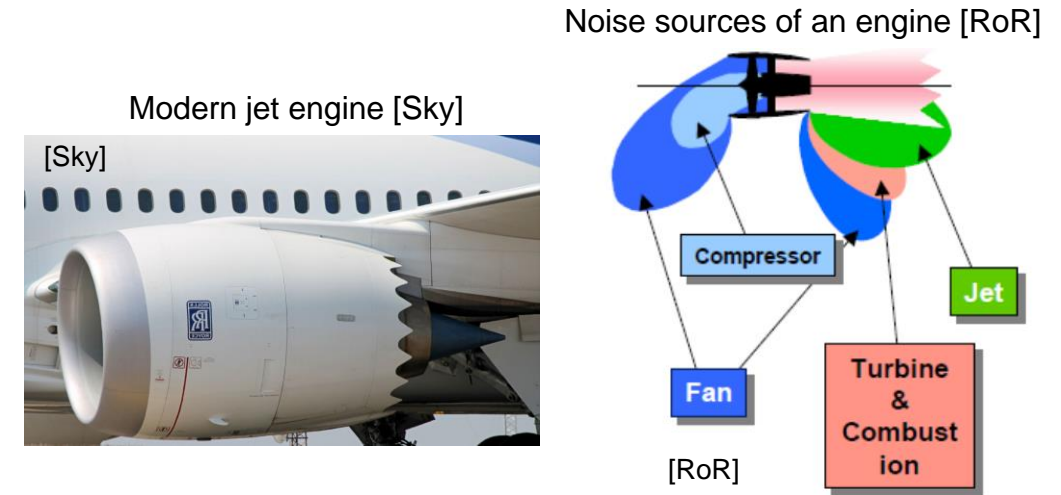 Noise sources of an engine [RoR]
Modern jet engine [Sky]
[Sky]
Compressor
Jet
Fan
Turbine
&
Combust
ion
[RoR]